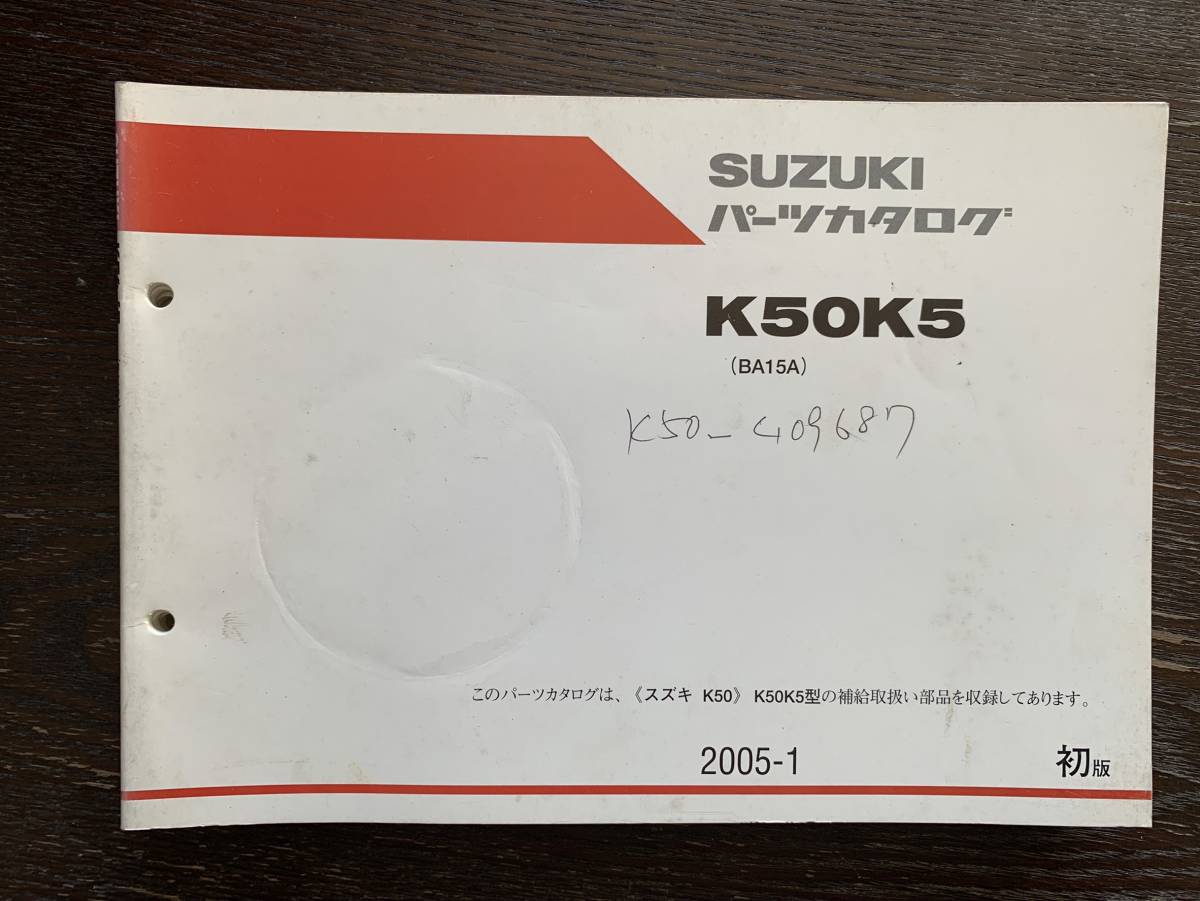 SUZUKI
パーツカタログ
K50K5
（BA15A）
K50-409687
このパーツカタログは、《スズキ K50》 K50K5型の補給取扱い部品を収録してあります。
2005-1 初版